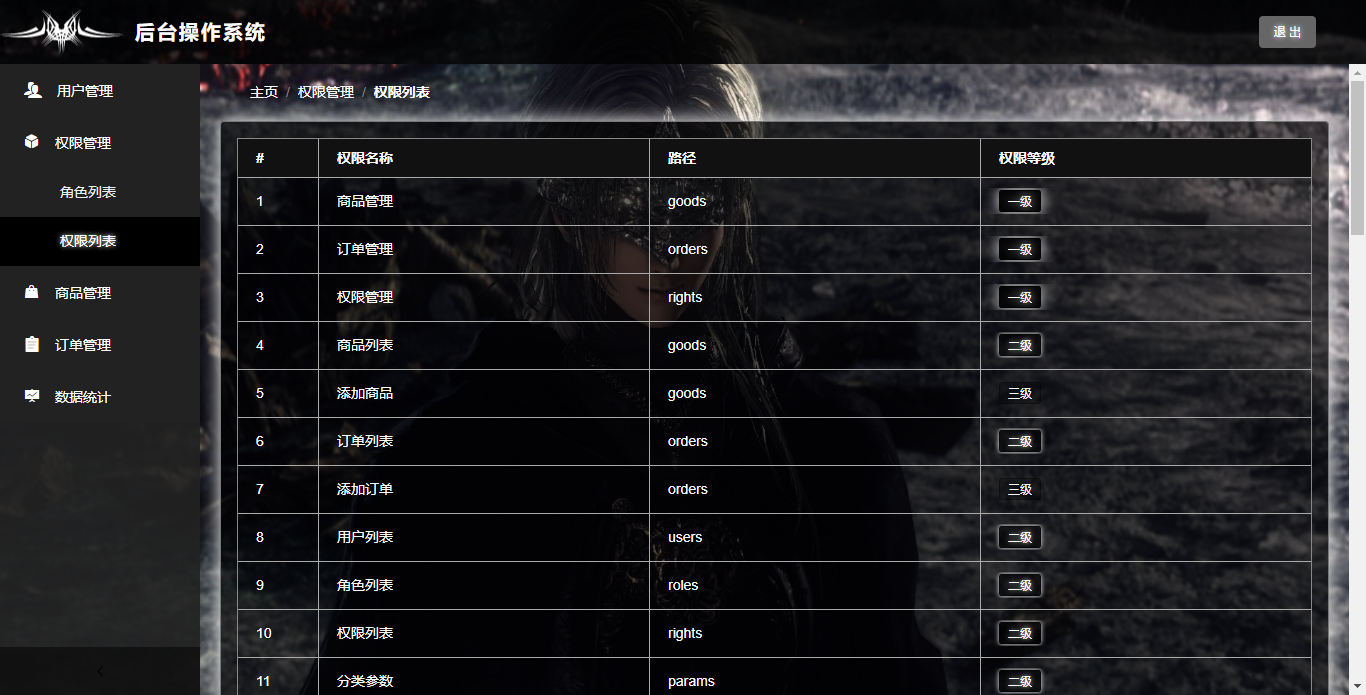 后台操作系统
退出
用户管理
权限管理
角色列表
权限列表
商品管理
订单管理
数据统计
主页 / 权限管理 / 权限列表
# 权限名称 路径 权限等级
1 商品管理 goods 一级
2 订单管理 orders 一级
3 权限管理 rights 一级
4 商品列表 goods 二级
5 添加商品 goods 三级
6 订单列表 orders 二级
7 添加订单 orders 三级
8 用户列表 users 二级
9 角色列表 roles 二级
10 权限列表 rights 二级
11 分类参数 params 二级